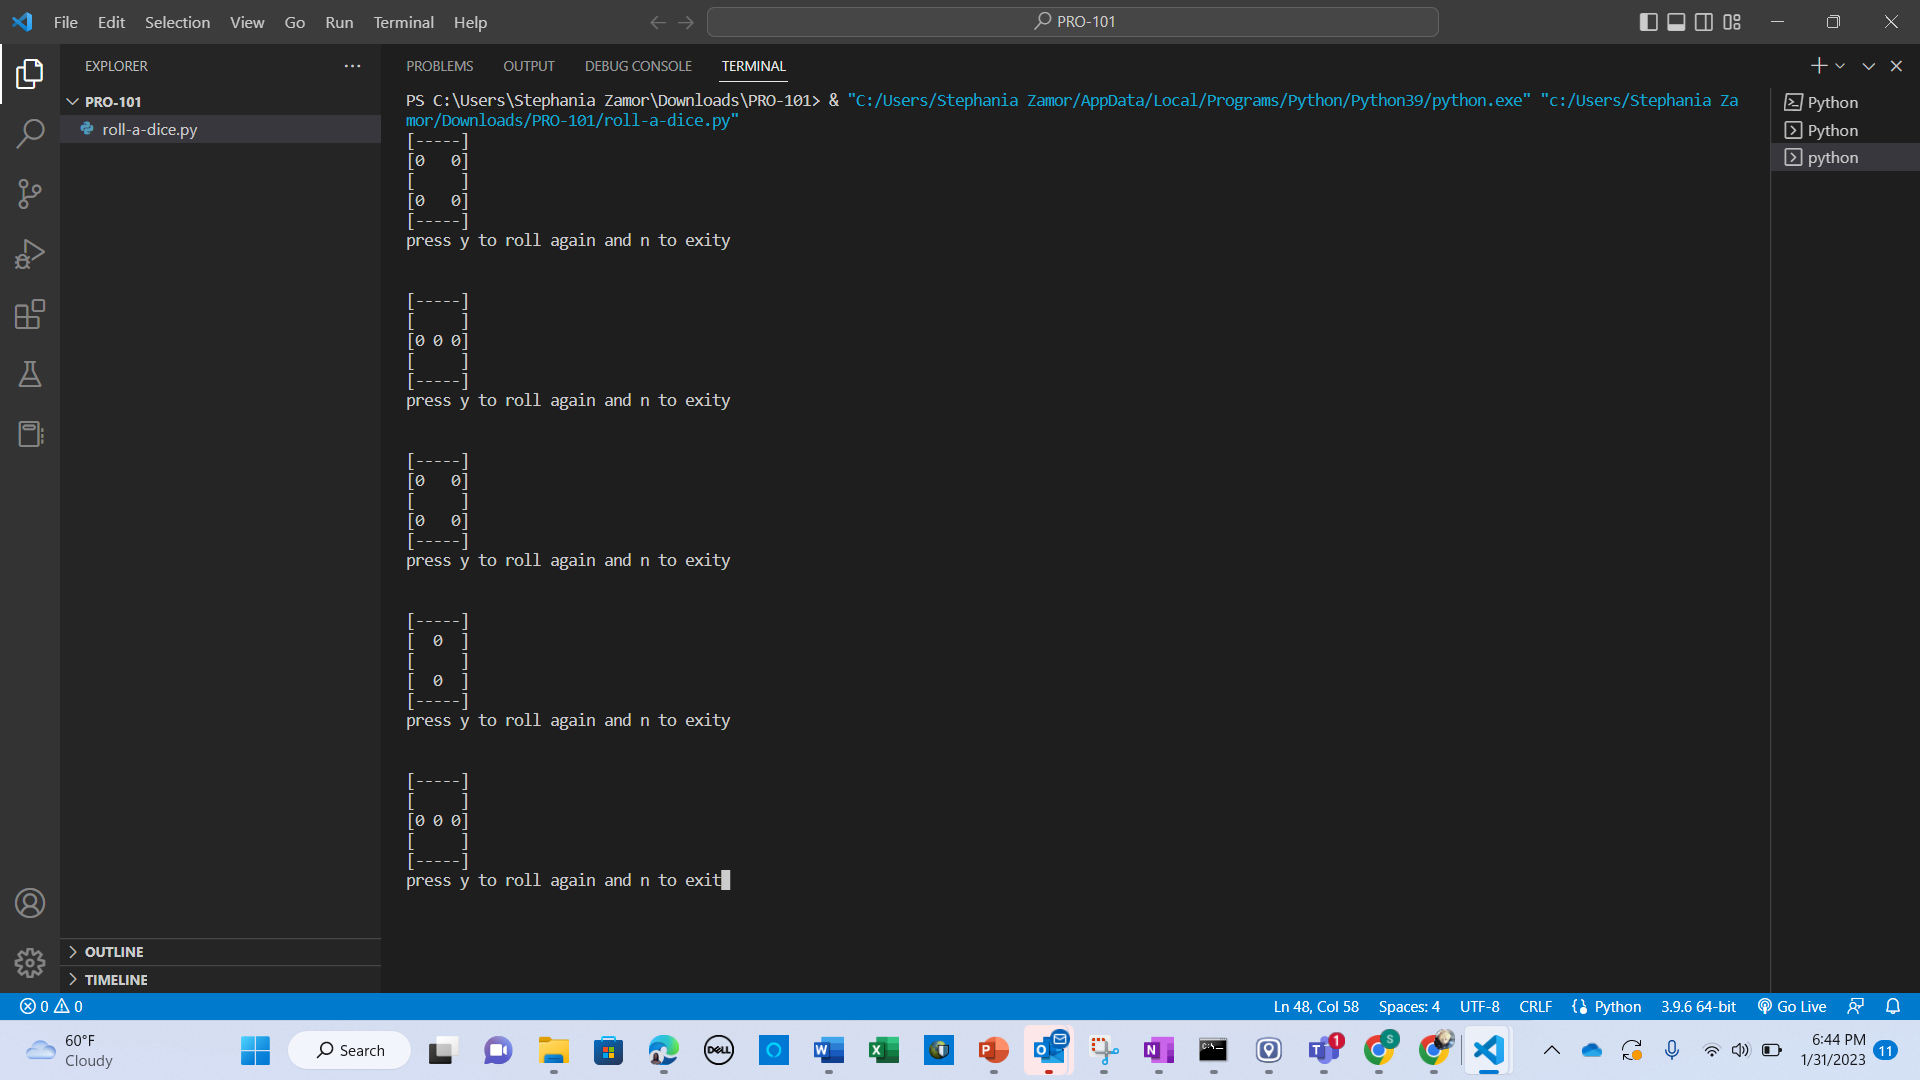 File Edit Selection View Go Run Terminal Help
PRO-101
EXPLORER
PROBLEMS OUTPUT DEBUG CONSOLE TERMINAL
PRO-101
roll-a-dice.py
PS C:\Users\Stephania Zamor\Downloads\PRO-101> & "C:/Users/Stephania Zamor/AppData/Local/Programs/Python/Python39/python.exe" "c:/Users/Stephania Za
mor/Downloads/PRO-101/roll-a-dice.py"
[-----]
[0   0]
[     ]
[0   0]
[-----]
press y to roll again and n to exity
[-----]
[     ]
[0 0 0]
[     ]
[-----]
press y to roll again and n to exity
[-----]
[0   0]
[     ]
[0   0]
[-----]
press y to roll again and n to exity
[-----]
[  0  ]
[     ]
[  0  ]
[-----]
press y to roll again and n to exity
[-----]
[     ]
[0 0 0]
[     ]
[-----]
press y to roll again and n to exit
Python
Python
python
OUTLINE
TIMELINE
0 0
Ln 48, Col 58 Spaces: 4 UTF-8 CRLF Python 3.9.6 64-bit Go Live
60°F
Cloudy
Search
DELL
W
X
P
O
N
T
1
S
6:44 PM
1/31/2023
11